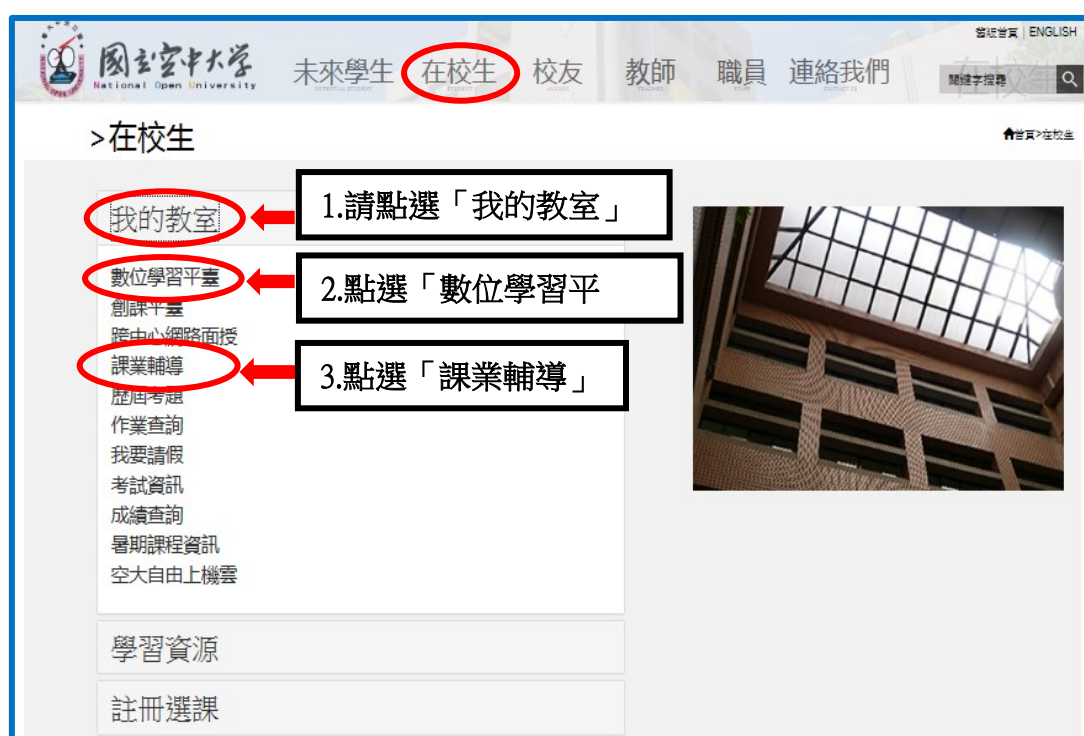 舊版首頁 | ENGLISH
國立空中大學
National Open University
未來學生 在校生 校友 教師 職員 連絡我們
關鍵字搜尋
>在校生
首頁>在校生
我的教室
1.請點選「我的教室」
數位學習平臺
2.點選「數位學習平
創課平臺
跨中心網路面授
課業輔導
3.點選「課業輔導」
歷屆考題
作業查詢
我要請假
考試資訊
成績查詢
暑期課程資訊
空大自由上機雲
學習資源
註冊選課